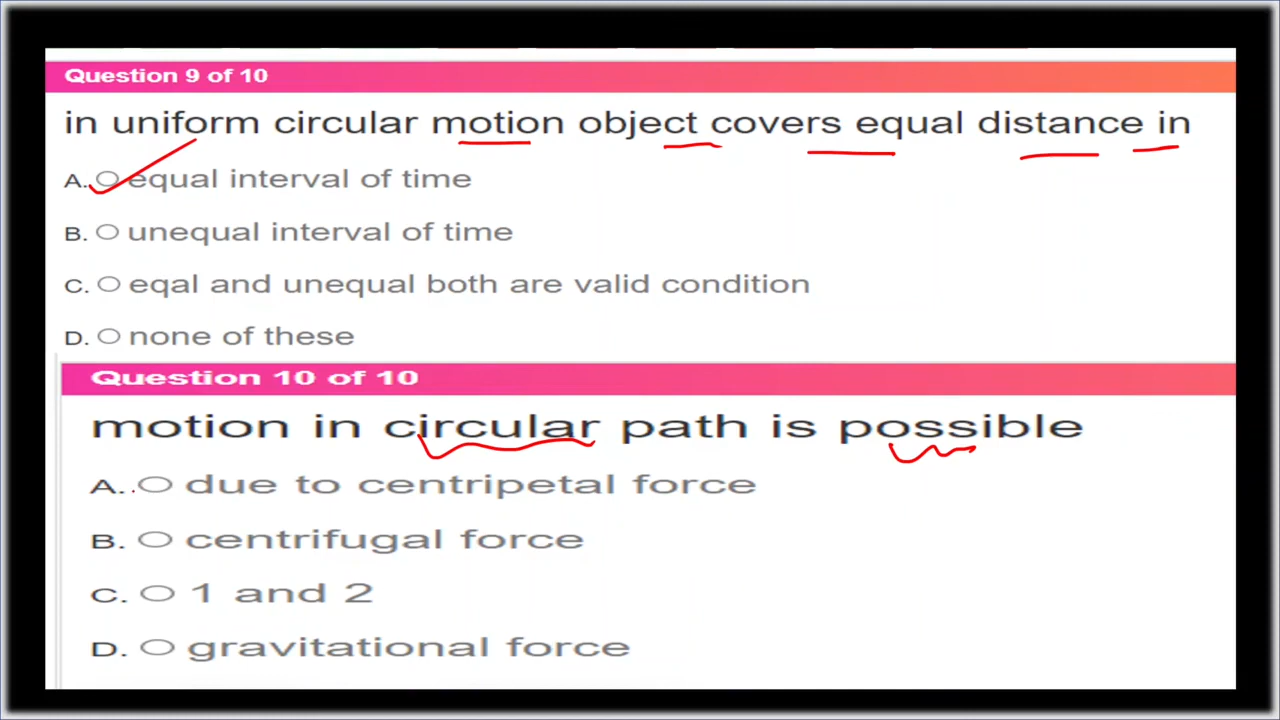 Question 9 of 10
in uniform circular motion object covers equal distance in
A. equal interval of time
B. unequal interval of time
C. eqal and unequal both are valid condition
D. none of these
Question 10 of 10
motion in circular path is possible
A. due to centripetal force
B. centrifugal force
C. 1 and 2
D. gravitational force